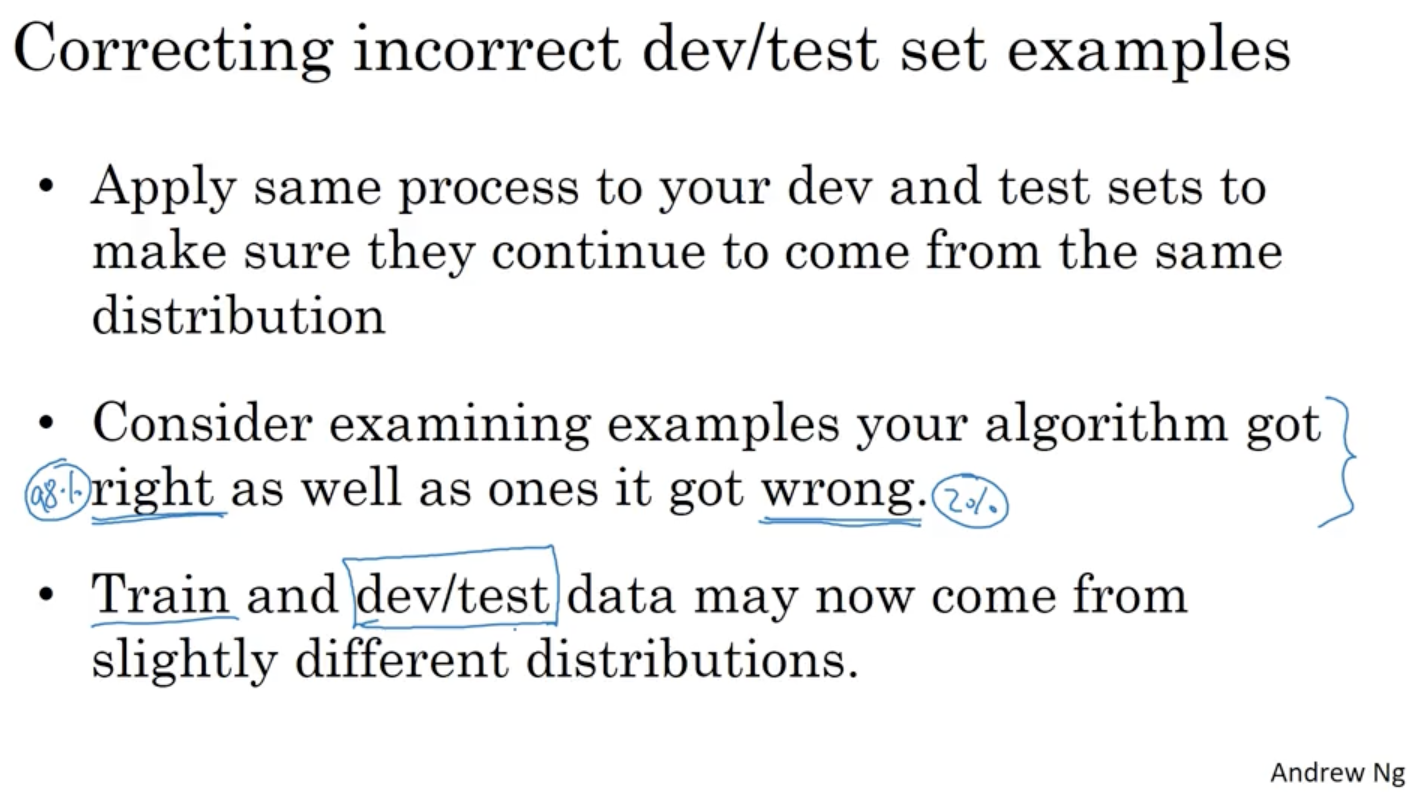 Correcting incorrect dev/test set examples
• Apply same process to your dev and test sets to
make sure they continue to come from the same
distribution
• Consider examining examples your algorithm got
98% right as well as ones it got wrong. 2%
• Train and dev/test data may now come from
slightly different distributions.
Andrew Ng